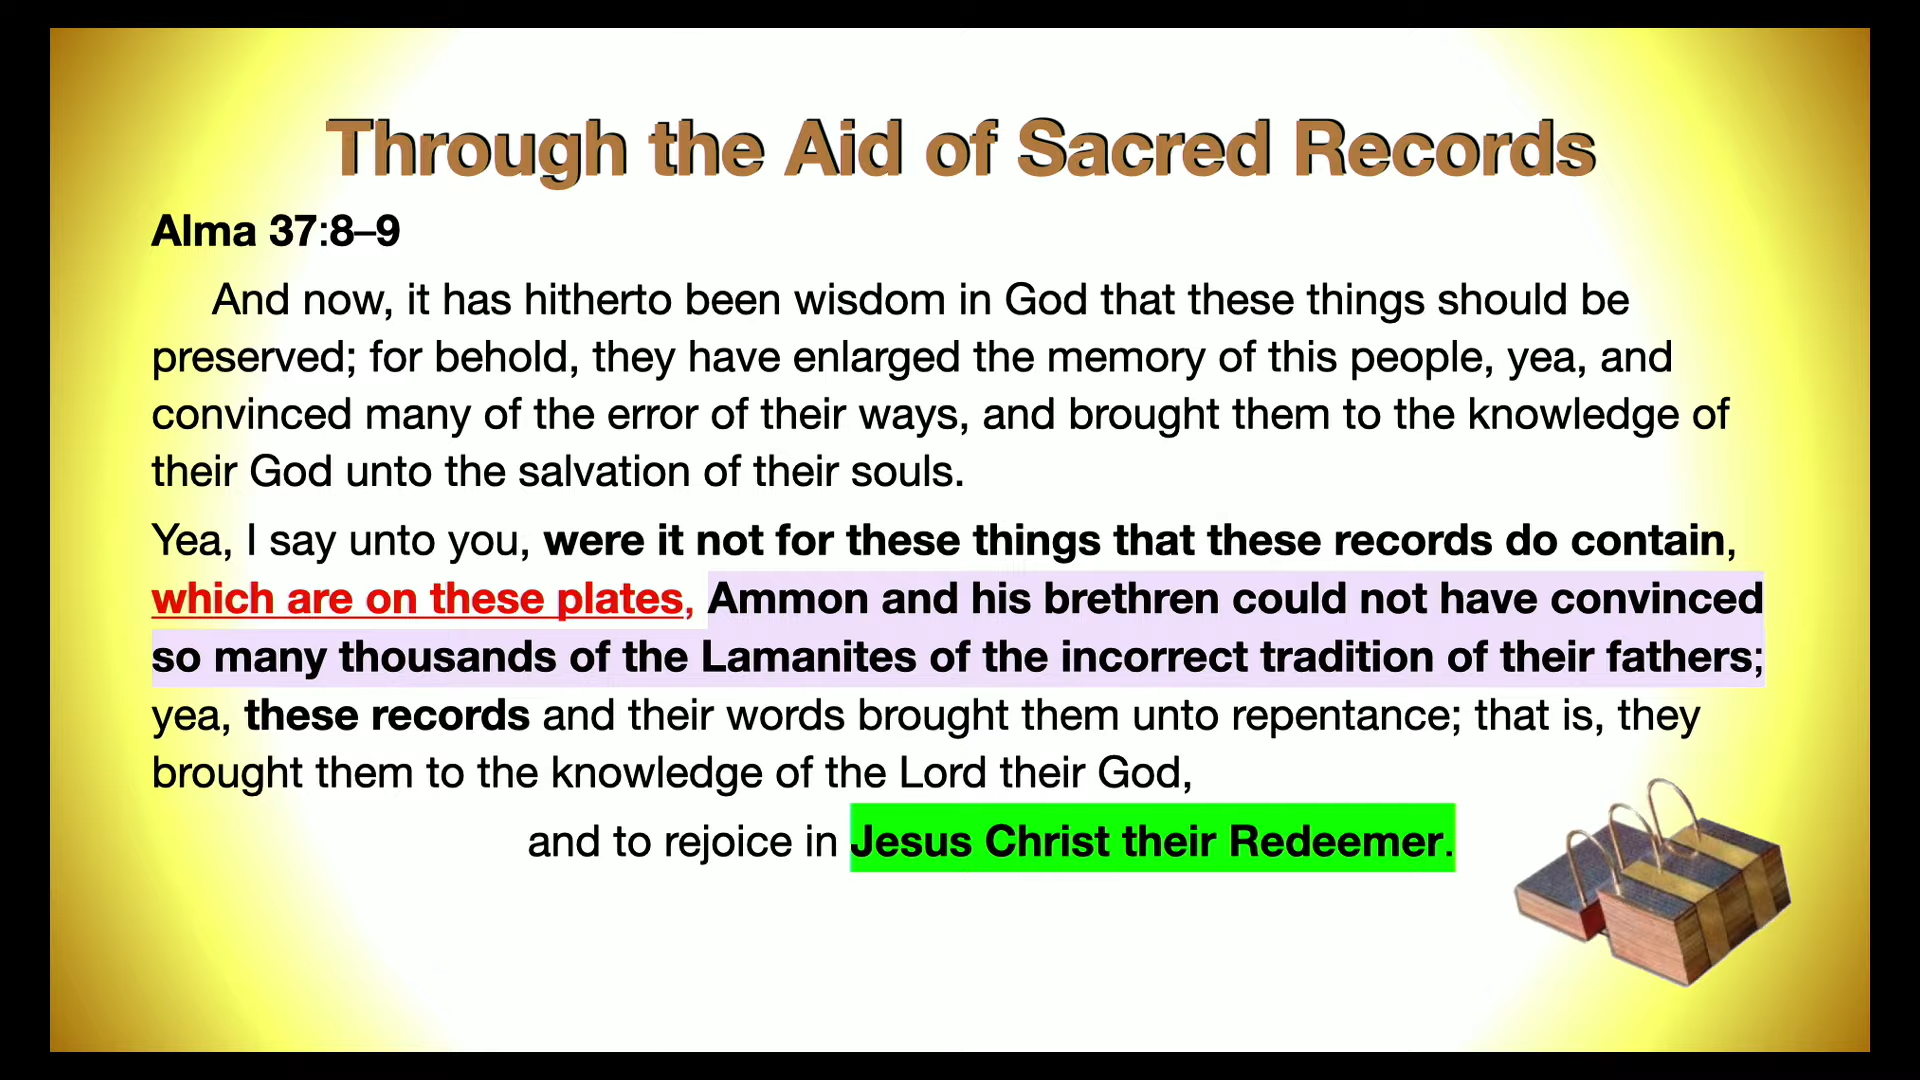 Through the Aid of Sacred Records
Alma 37:8–9
And now, it has hitherto been wisdom in God that these things should be
preserved; for behold, they have enlarged the memory of this people, yea, and
convinced many of the error of their ways, and brought them to the knowledge of
their God unto the salvation of their souls.
Yea, I say unto you, were it not for these things that these records do contain,
which are on these plates, Ammon and his brethren could not have convinced
so many thousands of the Lamanites of the incorrect tradition of their fathers;
yea, these records and their words brought them unto repentance; that is, they
brought them to the knowledge of the Lord their God,
and to rejoice in Jesus Christ their Redeemer.